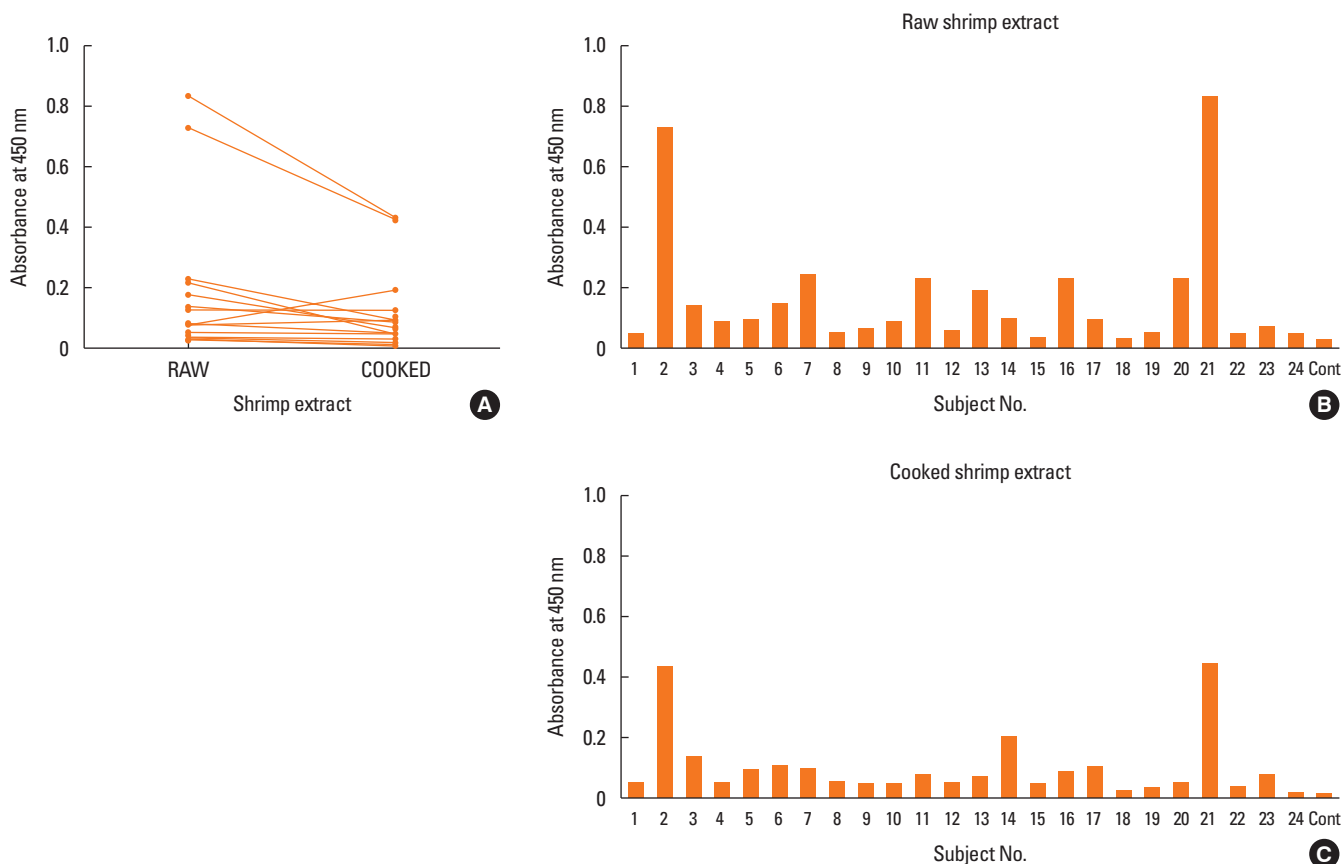 1.0
0.8
0.6
0.4
0.2
0
Absorbance at 450 nm
RAW COOKED
Shrimp extract
A
Raw shrimp extract
1.0
0.8
0.6
0.4
0.2
0
Absorbance at 450 nm
1 2 3 4 5 6 7 8 9 10 11 12 13 14 15 16 17 18 19 20 21 22 23 24 Cont
Subject No.
B
Cooked shrimp extract
1.0
0.8
0.6
0.4
0.2
0
Absorbance at 450 nm
1 2 3 4 5 6 7 8 9 10 11 12 13 14 15 16 17 18 19 20 21 22 23 24 Cont
Subject No.
C